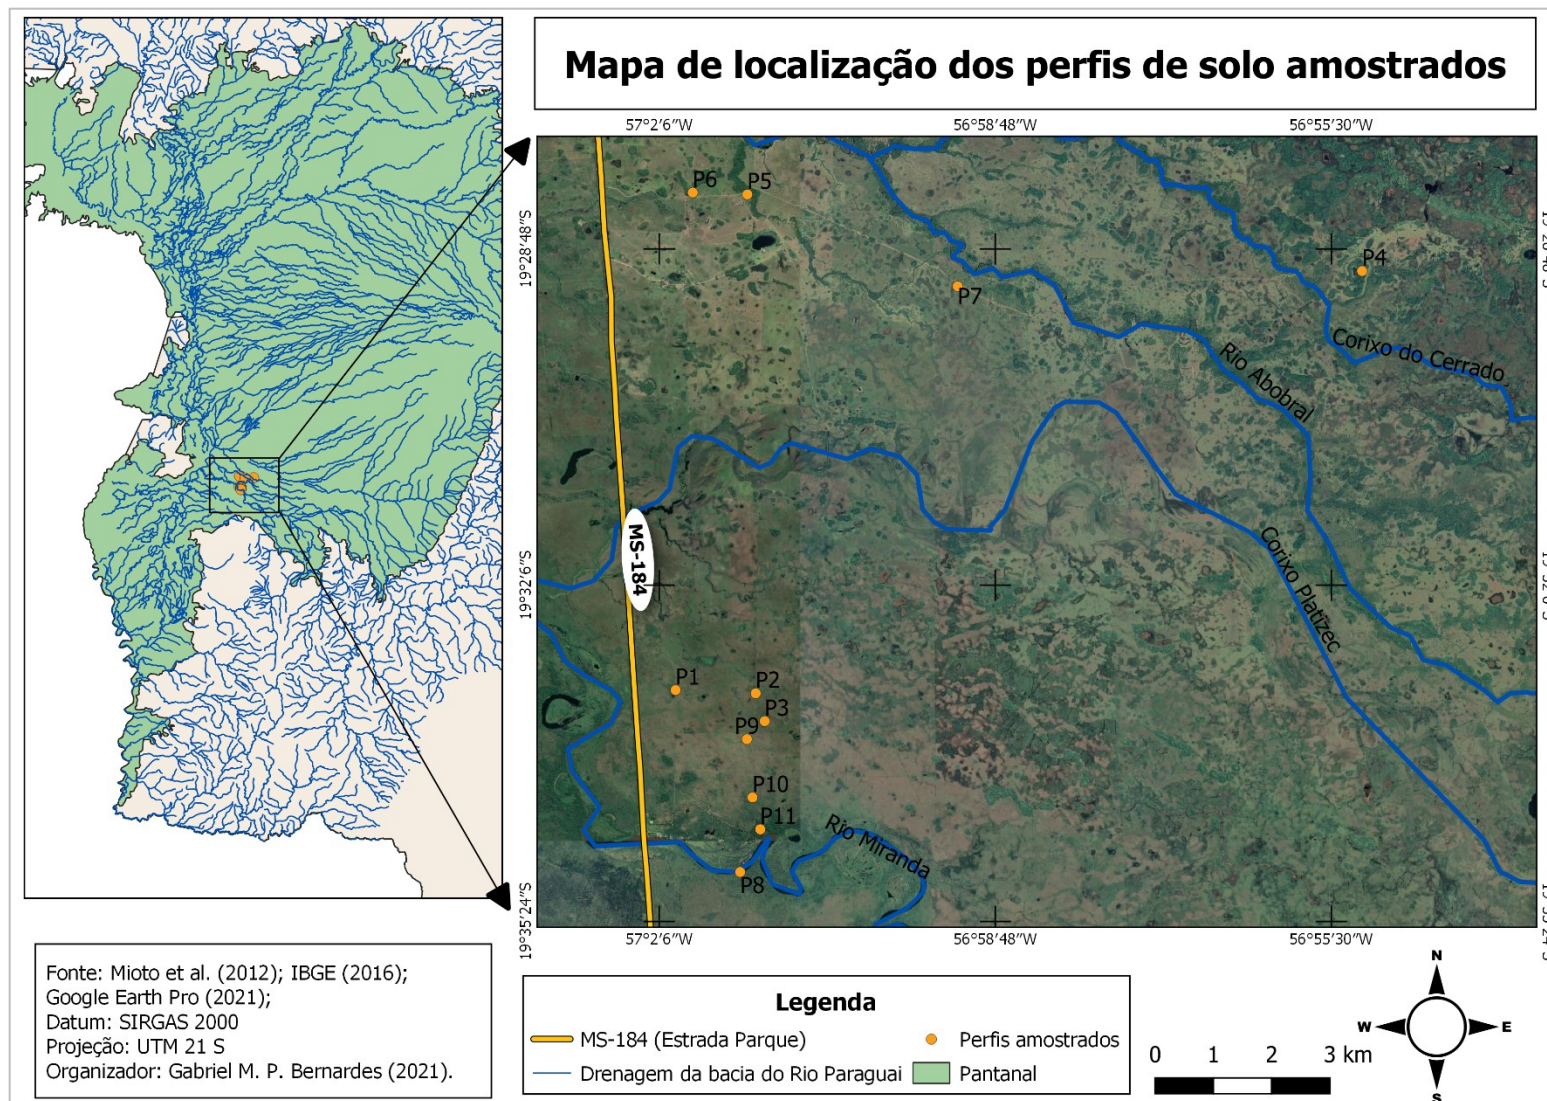 Mapa de localização dos perfis de solo amostrados
57°2′6″W
56°58′48″W
56°55′30″W
19°28′48″S
19°32′6″S
19°35′24″S
P6
P5
P4
P7
Corixo do Cerrado
Rio Abobral
MS-184
Corixo Platizec
P1
P2
P3
P9
P10
P11
Rio Miranda
P8
57°2′6″W
56°58′48″W
56°55′30″W
Fonte: Mioto et al. (2012); IBGE (2016);
Google Earth Pro (2021);
Datum: SIRGAS 2000
Projeção: UTM 21 S
Organizador: Gabriel M. P. Bernardes (2021).
Legenda
MS-184 (Estrada Parque)
Perfis amostrados
Drenagem da bacia do Rio Paraguai
Pantanal
0 1 2 3 km
N
W E
S